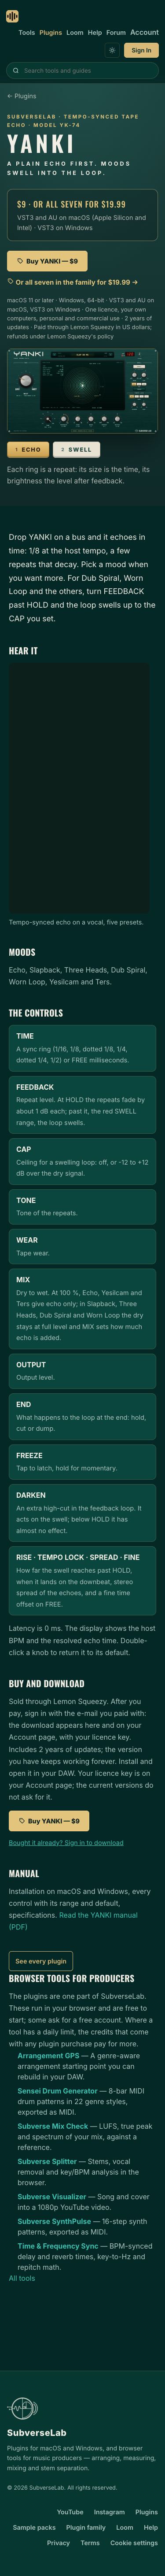 Tools Plugins Loom Help Forum Account
Sign In
Search tools and guides
← Plugins
SUBVERSELAB · TEMPO-SYNCED TAPE
ECHO · MODEL YK-74
YANKI
A PLAIN ECHO FIRST. MOODS
SWELL INTO THE LOOP.
$9 · OR ALL SEVEN FOR $19.99
VST3 and AU on macOS (Apple Silicon and
Intel) · VST3 on Windows
Buy YANKI — $9
Or all seven in the family for $19.99 →
macOS 11 or later · Windows, 64-bit · VST3 and AU on
macOS, VST3 on Windows · One licence, your own
computers, personal and commercial use · 2 years of
updates · Paid through Lemon Squeezy in US dollars;
refunds under Lemon Squeezy's policy
YANKI
1 ECHO
2 SWELL
Each ring is a repeat: its size is the time, its
brightness the level after feedback.
Drop YANKI on a bus and it echoes in
time: 1/8 at the host tempo, a few
repeats that decay. Pick a mood when
you want more. For Dub Spiral, Worn
Loop and the others, turn FEEDBACK
past HOLD and the loop swells up to the
CAP you set.
HEAR IT
Tempo-synced echo on a vocal, five presets.
MOODS
Echo, Slapback, Three Heads, Dub Spiral,
Worn Loop, Yesilcam and Ters.
THE CONTROLS
TIME
A sync ring (1/16, 1/8, dotted 1/8, 1/4,
dotted 1/4, 1/2) or FREE milliseconds.
FEEDBACK
Repeat level. At HOLD the repeats fade by
about 1 dB each; past it, the red SWELL
range, the loop swells.
CAP
Ceiling for a swelling loop: off, or -12 to +12
dB over the dry signal.
TONE
Tone of the repeats.
WEAR
Tape wear.
MIX
Dry to wet. At 100 %, Echo, Yesilcam and
Ters give echo only; in Slapback, Three
Heads, Dub Spiral and Worn Loop the dry
stays at full level and MIX sets how much
echo is added.
OUTPUT
Output level.
END
What happens to the loop at the end: hold,
cut or dump.
FREEZE
Tap to latch, hold for momentary.
DARKEN
An extra high-cut in the feedback loop. It
acts on the swell; below HOLD it has
almost no effect.
RISE · TEMPO LOCK · SPREAD · FINE
How far the swell reaches past HOLD,
when it lands on the downbeat, stereo
spread of the echoes, and a fine time
offset on FREE.
Latency is 0 ms. The display shows the host
BPM and the resolved echo time. Double-
click a knob to return it to its default.
BUY AND DOWNLOAD
Sold through Lemon Squeezy. After you
pay, sign in with the e-mail you paid with:
the download appears here and on your
Account page, with your licence key.
Includes 2 years of updates; the version
you have keeps working forever. Install and
open it in your DAW. Your licence key is on
your Account page; the current versions do
not ask for it.
Buy YANKI — $9
Bought it already? Sign in to download
MANUAL
Installation on macOS and Windows, every
control with its range and default,
specifications. Read the YANKI manual
(PDF)
See every plugin
BROWSER TOOLS FOR PRODUCERS
The plugins are one part of SubverseLab.
These run in your browser and are free to
start; some ask for a free account. Where a
tool has a daily limit, the credits that come
with any plugin purchase pay for more.
Arrangement GPS — A genre-aware
arrangement starting point you can
rebuild in your DAW.
Sensei Drum Generator — 8-bar MIDI
drum patterns in 22 genre styles,
exported as MIDI.
Subverse Mix Check — LUFS, true peak
and spectrum of your mix, against a
reference.
Subverse Splitter — Stems, vocal
removal and key/BPM analysis in the
browser.
Subverse Visualizer — Song and cover
into a 1080p YouTube video.
Subverse SynthPulse — 16-step synth
patterns, exported as MIDI.
Time & Frequency Sync — BPM-synced
delay and reverb times, key-to-Hz and
repitch math.
All tools
SubverseLab
Plugins for macOS and Windows, and browser
tools for music producers — arranging, measuring,
mixing and stem separation.
© 2026 SubverseLab. All rights reserved.
YouTube Instagram Plugins
Sample packs Plugin family Loom Help
Privacy Terms Cookie settings